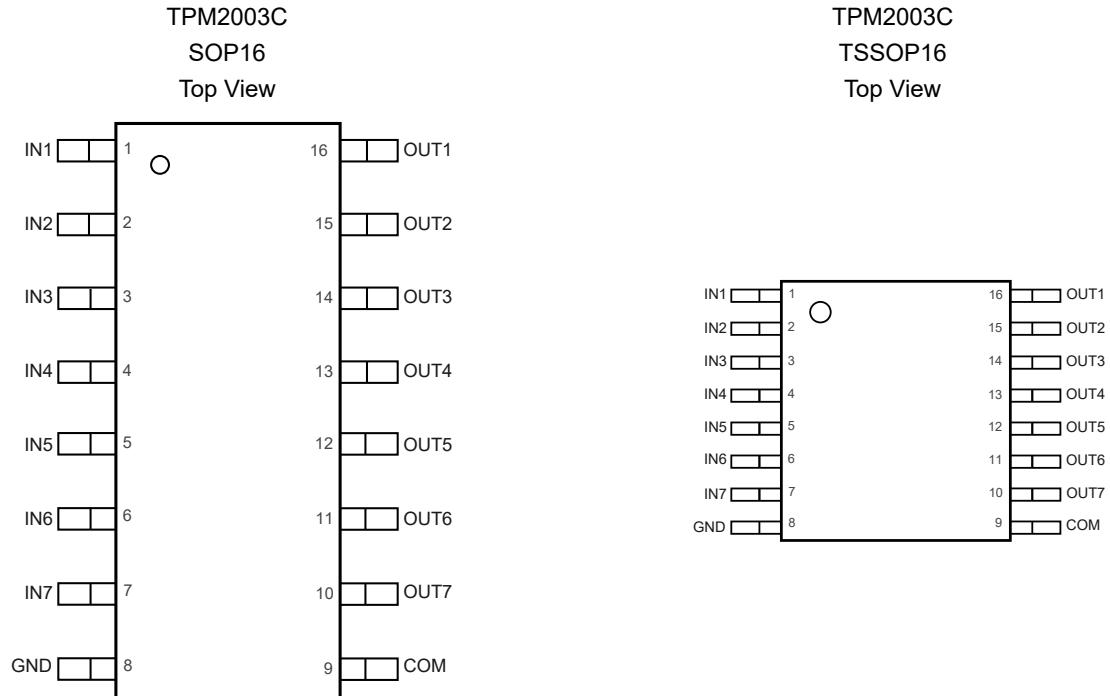 TPM2003C
SOP16
Top View
IN1 1 16 OUT1
IN2 2 15 OUT2
IN3 3 14 OUT3
IN4 4 13 OUT4
IN5 5 12 OUT5
IN6 6 11 OUT6
IN7 7 10 OUT7
GND 8 9 COM
TPM2003C
TSSOP16
Top View
IN1 1 16 OUT1
IN2 2 15 OUT2
IN3 3 14 OUT3
IN4 4 13 OUT4
IN5 5 12 OUT5
IN6 6 11 OUT6
IN7 7 10 OUT7
GND 8 9 COM